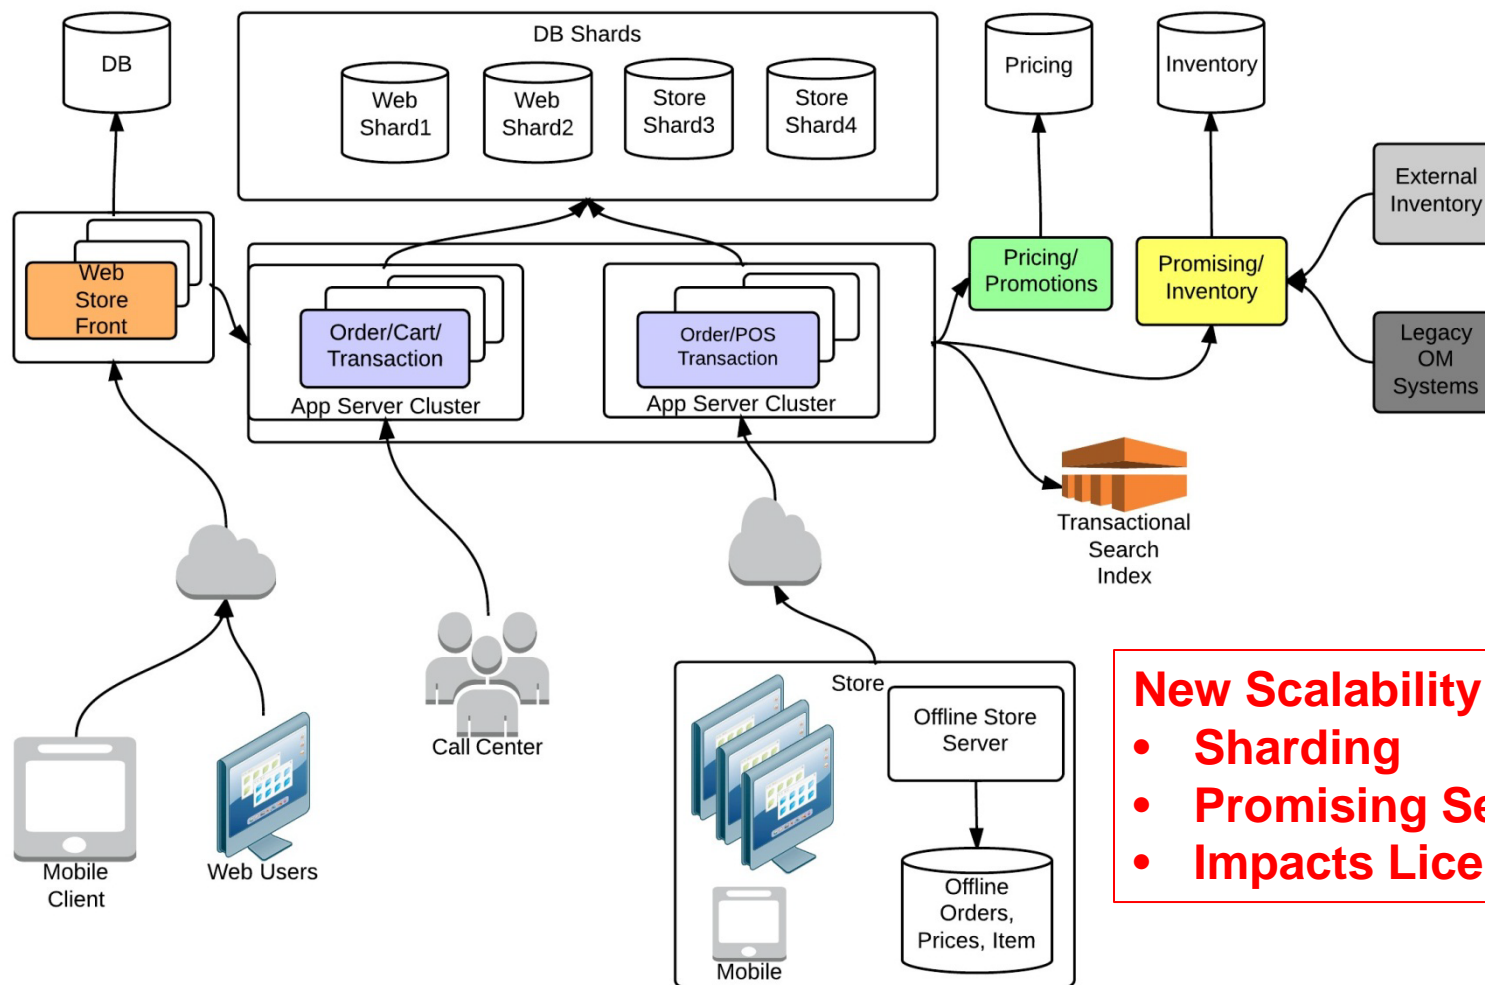 DB
DB Shards
Web
Shard1
Web
Shard2
Store
Shard3
Store
Shard4
Pricing
Inventory
External
Inventory
Web
Store
Front
Order/Cart/
Transaction
App Server Cluster
Order/POS
Transaction
App Server Cluster
Pricing/
Promotions
Promising/
Inventory
Legacy
OM
Systems
Transactional
Search
Index
Call Center
Mobile
Client
Web Users
Store
Offline Store
Server
Offline
Orders,
Prices, Item
Mobile
New Scalability
• Sharding
• Promising
• Impacts